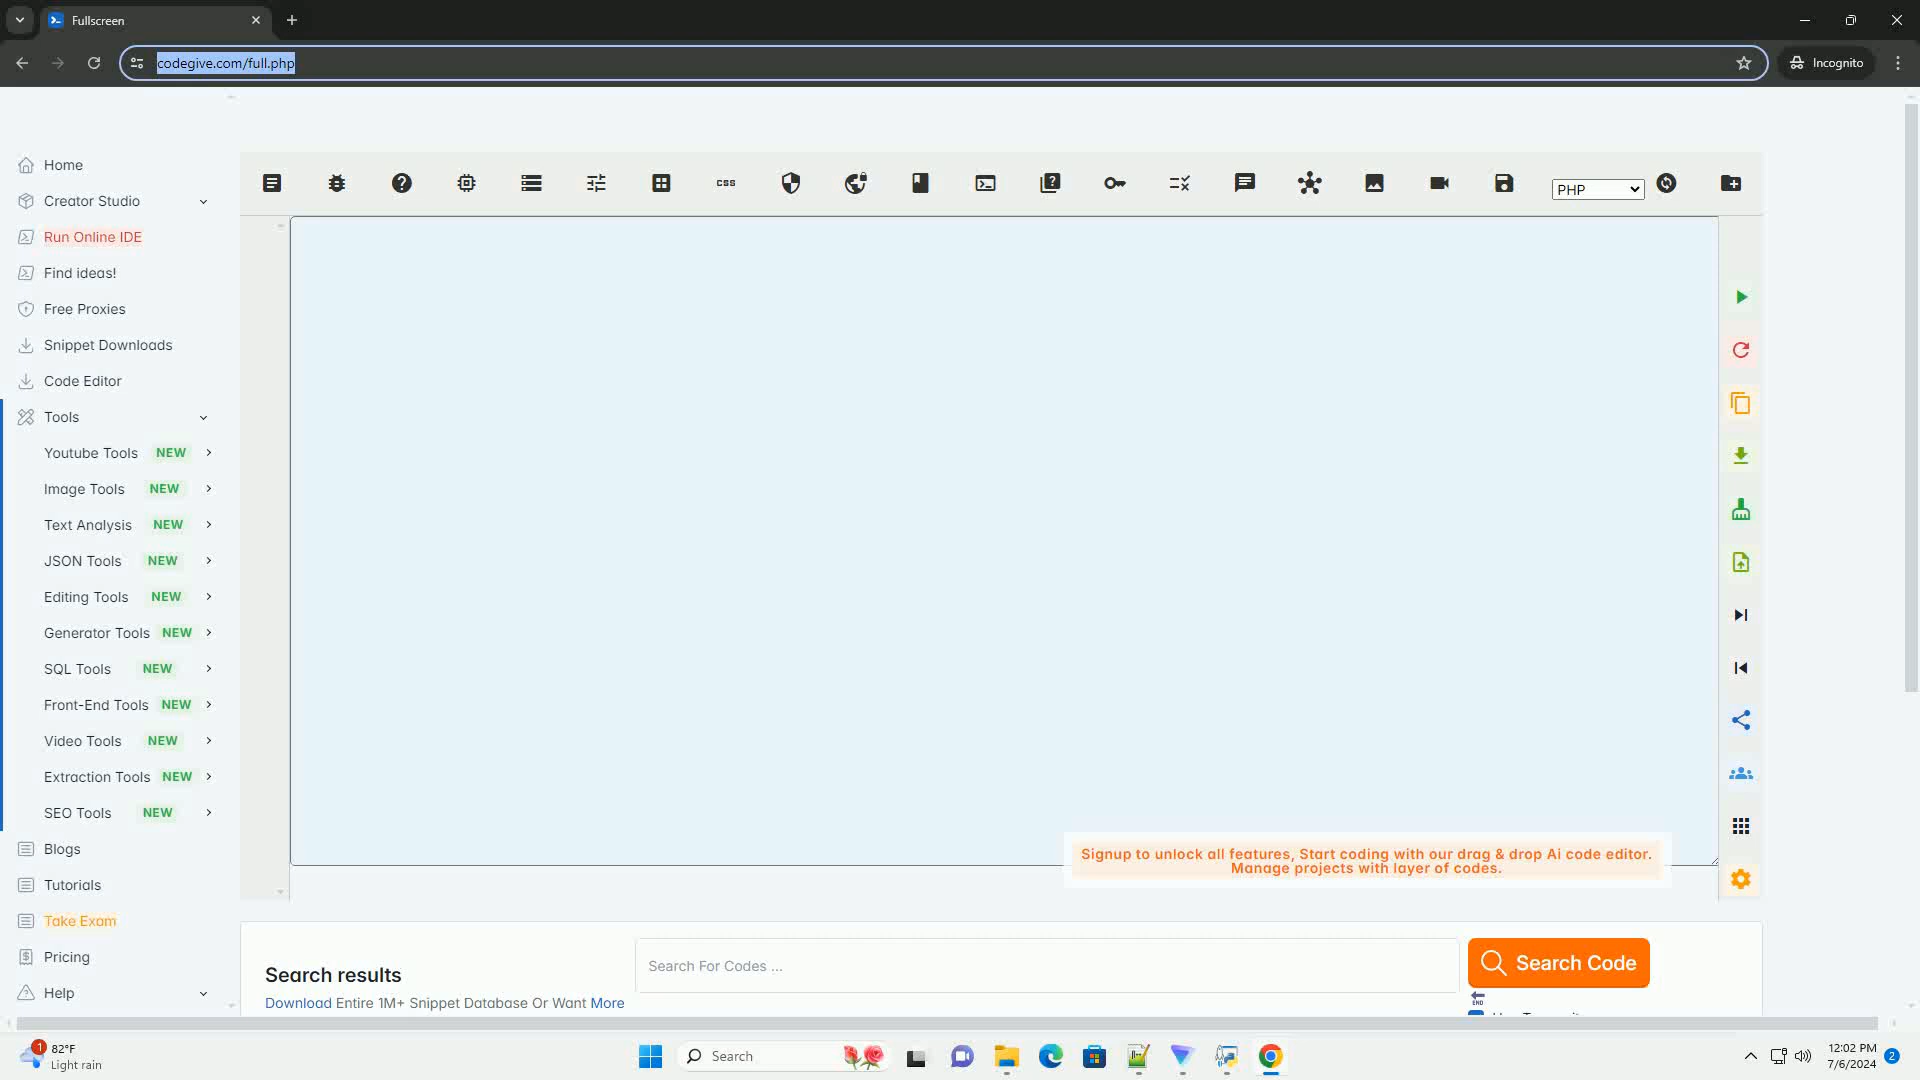 Fullscreen
codegive.com/full.php
Incognito
Home
Creator Studio
Run Online IDE
Find ideas!
Free Proxies
Snippet Downloads
Code Editor
Tools
Youtube Tools NEW
Image Tools NEW
Text Analysis NEW
JSON Tools NEW
Editing Tools NEW
Generator Tools NEW
SQL Tools NEW
Front-End Tools NEW
Video Tools NEW
Extraction Tools NEW
SEO Tools NEW
Blogs
Tutorials
Take Exam
Pricing
Help
css
PHP
Signup to unlock all features, Start coding with our drag & drop Ai code editor.
Manage projects with layer of codes.
Search results
Download Entire 1M+ Snippet Database Or Want More
Search For Codes ...
Search Code
END
1
82°F
Light rain
Search
12:02 PM
7/6/2024
2